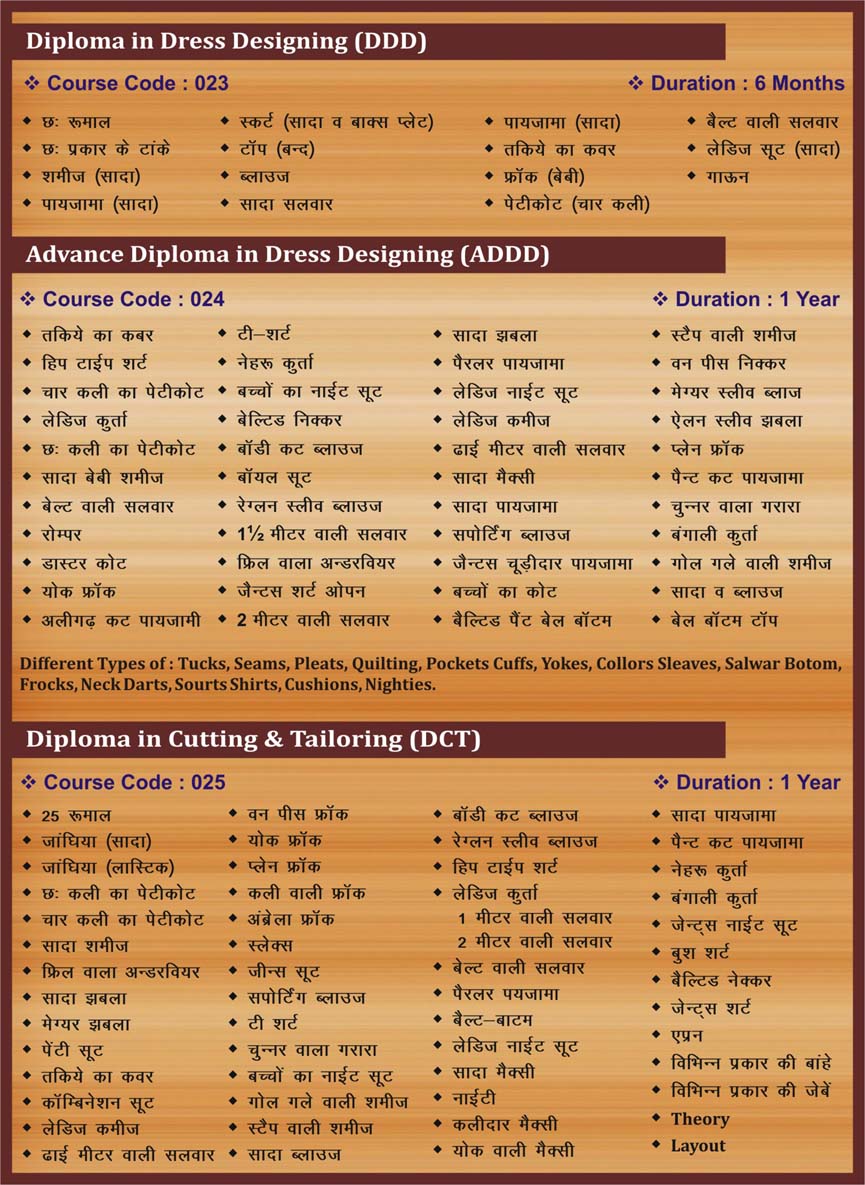 Diploma in Dress Designing (DDD)
❖ Course Code : 023
❖ Duration : 6 Months
छः रूमाल
छः प्रकार के टांके
शमीज (सादा)
पायजामा (सादा)
स्कर्ट (सादा व बाक्स प्लेट)
टॉप (बन्द)
ब्लाउज
सादा सलवार
पायजामा (सादा)
तकिये का कवर
फ्रॉक (बेबी)
पेटीकोट (चार कली)
बैल्ट वाली सलवार
लेडिज सूट (सादा)
गाऊन
Advance Diploma in Dress Designing (ADDD)
❖ Course Code : 024
❖ Duration : 1 Year
तकिये का कबर
हिप टाईप शर्ट
चार कली का पेटीकोट
लेडिज कुर्ता
छः कली का पेटीकोट
सादा बेबी शमीज
बेल्ट वाली सलवार
रोम्पर
डास्टर कोट
योक फ्रॉक
अलीगढ़ कट पायजामी
टी–शर्ट
नेहरू कुर्ता
बच्चों का नाईट सूट
बेल्टिड निक्कर
बॉडी कट ब्लाउज
बॉयल सूट
रेग्लन स्लीव ब्लाउज
1½ मीटर वाली सलवार
फ्रिल वाला अन्डरवियर
जैन्टस शर्ट ओपन
2 मीटर वाली सलवार
सादा झबला
पैरलर पायजामा
लेडिज नाईट सूट
लेडिज कमीज
ढाई मीटर वाली सलवार
सादा मैक्सी
सादा पायजामा
सपोर्टिंग ब्लाउज
जैन्टस चूड़ीदार पायजामा
बच्चों का कोट
बैल्टिड पैंट बेल बॉटम
स्टैप वाली शमीज
वन पीस निक्कर
मेग्यर स्लीव ब्लाज
ऐलन स्लीव झबला
प्लेन फ्रॉक
पैन्ट कट पायजामा
चुन्नर वाला गरारा
बंगाली कुर्ता
गोल गले वाली शमीज
सादा व ब्लाउज
बेल बॉटम टॉप
Different Types of : Tucks, Seams, Pleats, Quilting, Pockets Cuffs, Yokes, Collors Sleaves, Salwar Botom,
Frocks, Neck Darts, Sourts Shirts, Cushions, Nighties.
Diploma in Cutting & Tailoring (DCT)
❖ Course Code : 025
❖ Duration : 1 Year
25 रूमाल
जांघिया (सादा)
जांघिया (लास्टिक)
छः कली का पेटीकोट
चार कली का पेटीकोट
सादा शमीज
फ्रिल वाला अन्डरवियर
सादा झबला
मेग्यर झबला
पेंटी सूट
तकिये का कवर
कॉम्बिनेशन सूट
लेडिज कमीज
ढाई मीटर वाली सलवार
वन पीस फ्रॉक
योक फ्रॉक
प्लेन फ्रॉक
कली वाली फ्रॉक
अंब्रेला फ्रॉक
स्लेक्स
जीन्स सूट
सपोर्टिंग ब्लाउज
टी शर्ट
चुन्नर वाला गरारा
बच्चों का नाईट सूट
गोल गले वाली शमीज
स्टैप वाली शमीज
सादा ब्लाउज
बॉडी कट ब्लाउज
रेग्लन स्लीव ब्लाउज
हिप टाईप शर्ट
लेडिज कुर्ता
1 मीटर वाली सलवार
2 मीटर वाली सलवार
बेल्ट वाली सलवार
पैरलर पयजामा
बैल्ट–बाटम
लेडिज नाईट सूट
सादा मैक्सी
नाईटी
कलीदार मैक्सी
योक वाली मैक्सी
सादा पायजामा
पैन्ट कट पायजामा
नेहरू कुर्ता
बंगाली कुर्ता
जेन्ट्स नाईट सूट
बुश शर्ट
बैल्टिड नेक्कर
जेन्ट्स शर्ट
एप्रन
विभिन्न प्रकार की बांहे
विभिन्न प्रकार की जेबें
Theory
Layout